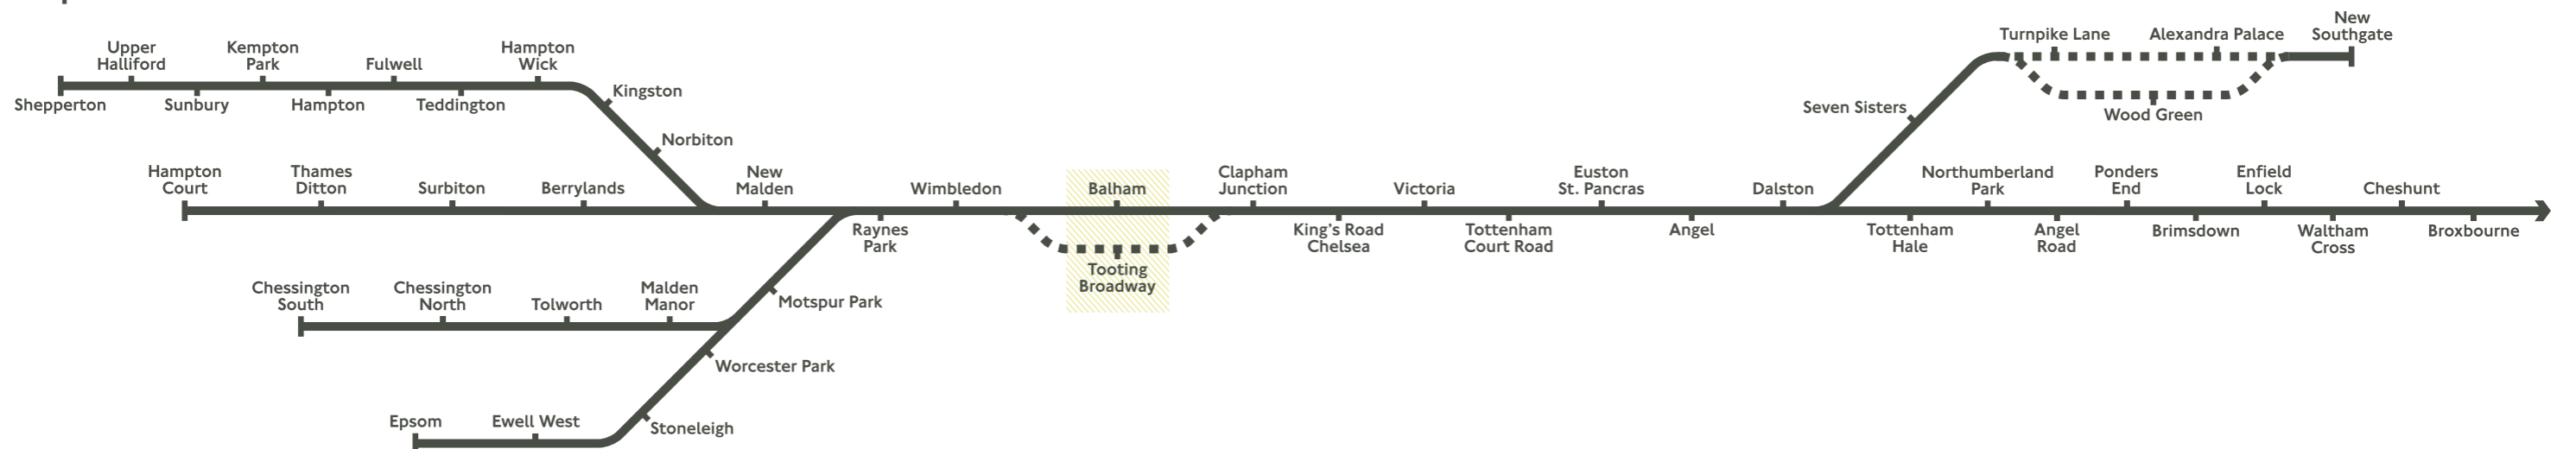 New
Southgate
Turnpike Lane
Alexandra Palace
Upper
Halliford
Kempton
Park
Fulwell
Hampton
Wick
Shepperton
Sunbury
Hampton
Teddington
Kingston
Norbiton
Seven Sisters
Wood Green
Hampton
Court
Thames
Ditton
Surbiton
Berrylands
New
Malden
Wimbledon
Balham
Clapham
Junction
Victoria
Euston
St. Pancras
Dalston
Northumberland
Park
Ponders
End
Enfield
Lock
Cheshunt
Raynes
Park
King's Road
Chelsea
Tottenham
Court Road
Angel
Tottenham
Hale
Angel
Road
Brimsdown
Waltham
Cross
Broxbourne
Tooting
Broadway
Chessington
South
Chessington
North
Tolworth
Malden
Manor
Motspur Park
Worcester Park
Epsom
Ewell West
Stoneleigh